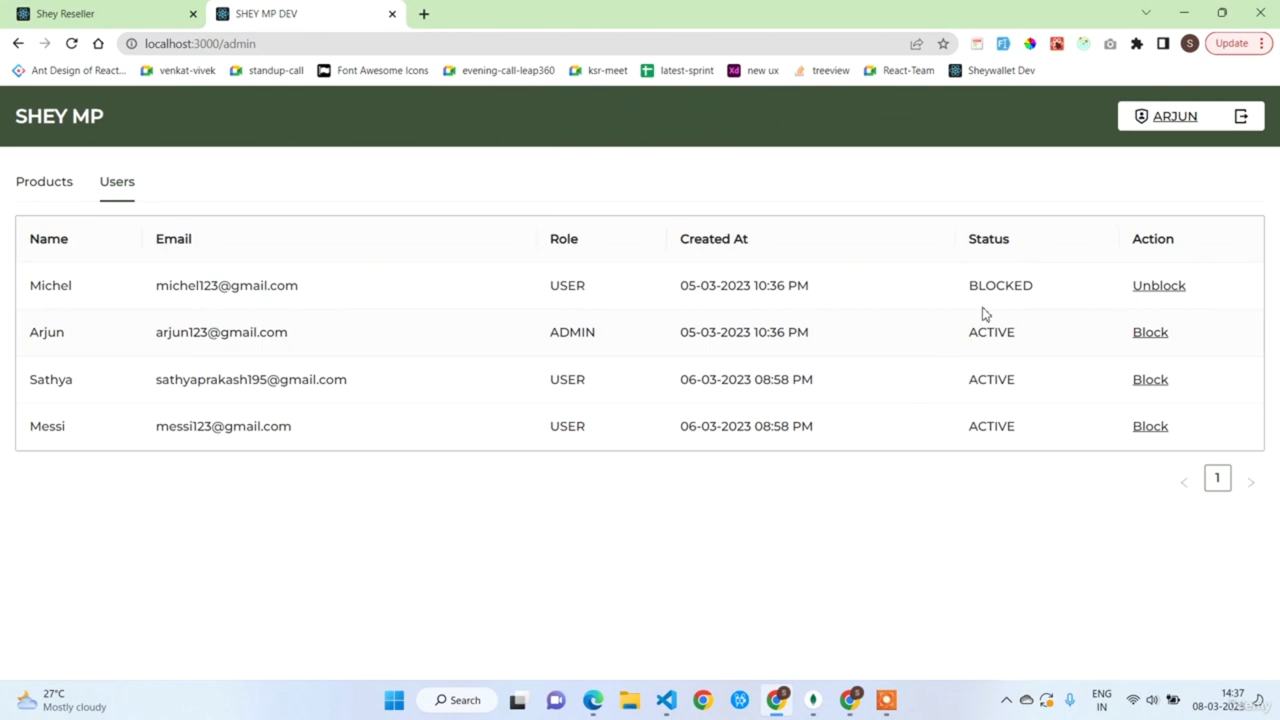 Shey Reseller
SHEY MP DEV
localhost:3000/admin
S
Update
Ant Design of React...
venkat-vivek
standup-call
Font Awesome Icons
evening-call-leap360
ksr-meet
latest-sprint
new ux
treeview
React-Team
Sheywallet Dev
SHEY MP
ARJUN
Products Users
Name Email Role Created At Status Action
Michel michel123@gmail.com USER 05-03-2023 10:36 PM BLOCKED Unblock
Arjun arjun123@gmail.com ADMIN 05-03-2023 10:36 PM ACTIVE Block
Sathya sathyaprakash195@gmail.com USER 06-03-2023 08:58 PM ACTIVE Block
Messi messi123@gmail.com USER 06-03-2023 08:58 PM ACTIVE Block
< 1 >
27°C
Mostly cloudy
Search
ENG
IN
14:37
08-03-2023